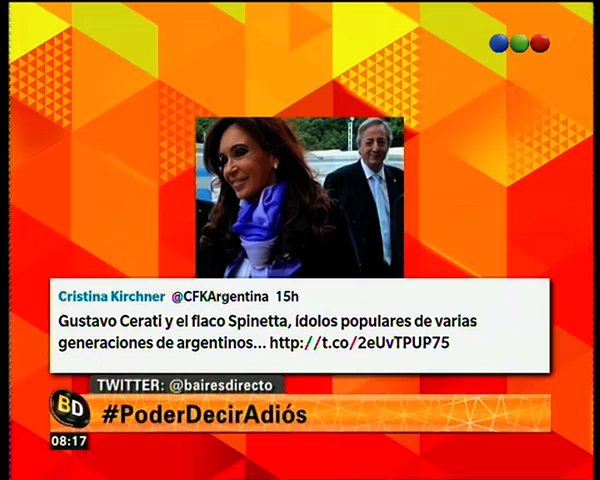 Cristina Kirchner @CFKArgentina 15h
Gustavo Cerati y el flaco Spinetta, ídolos populares de varias
generaciones de argentinos... http://t.co/2eUvTPUP75
TWITTER: @bairesdirecto
BD
#PoderDecirAdiós
08:17